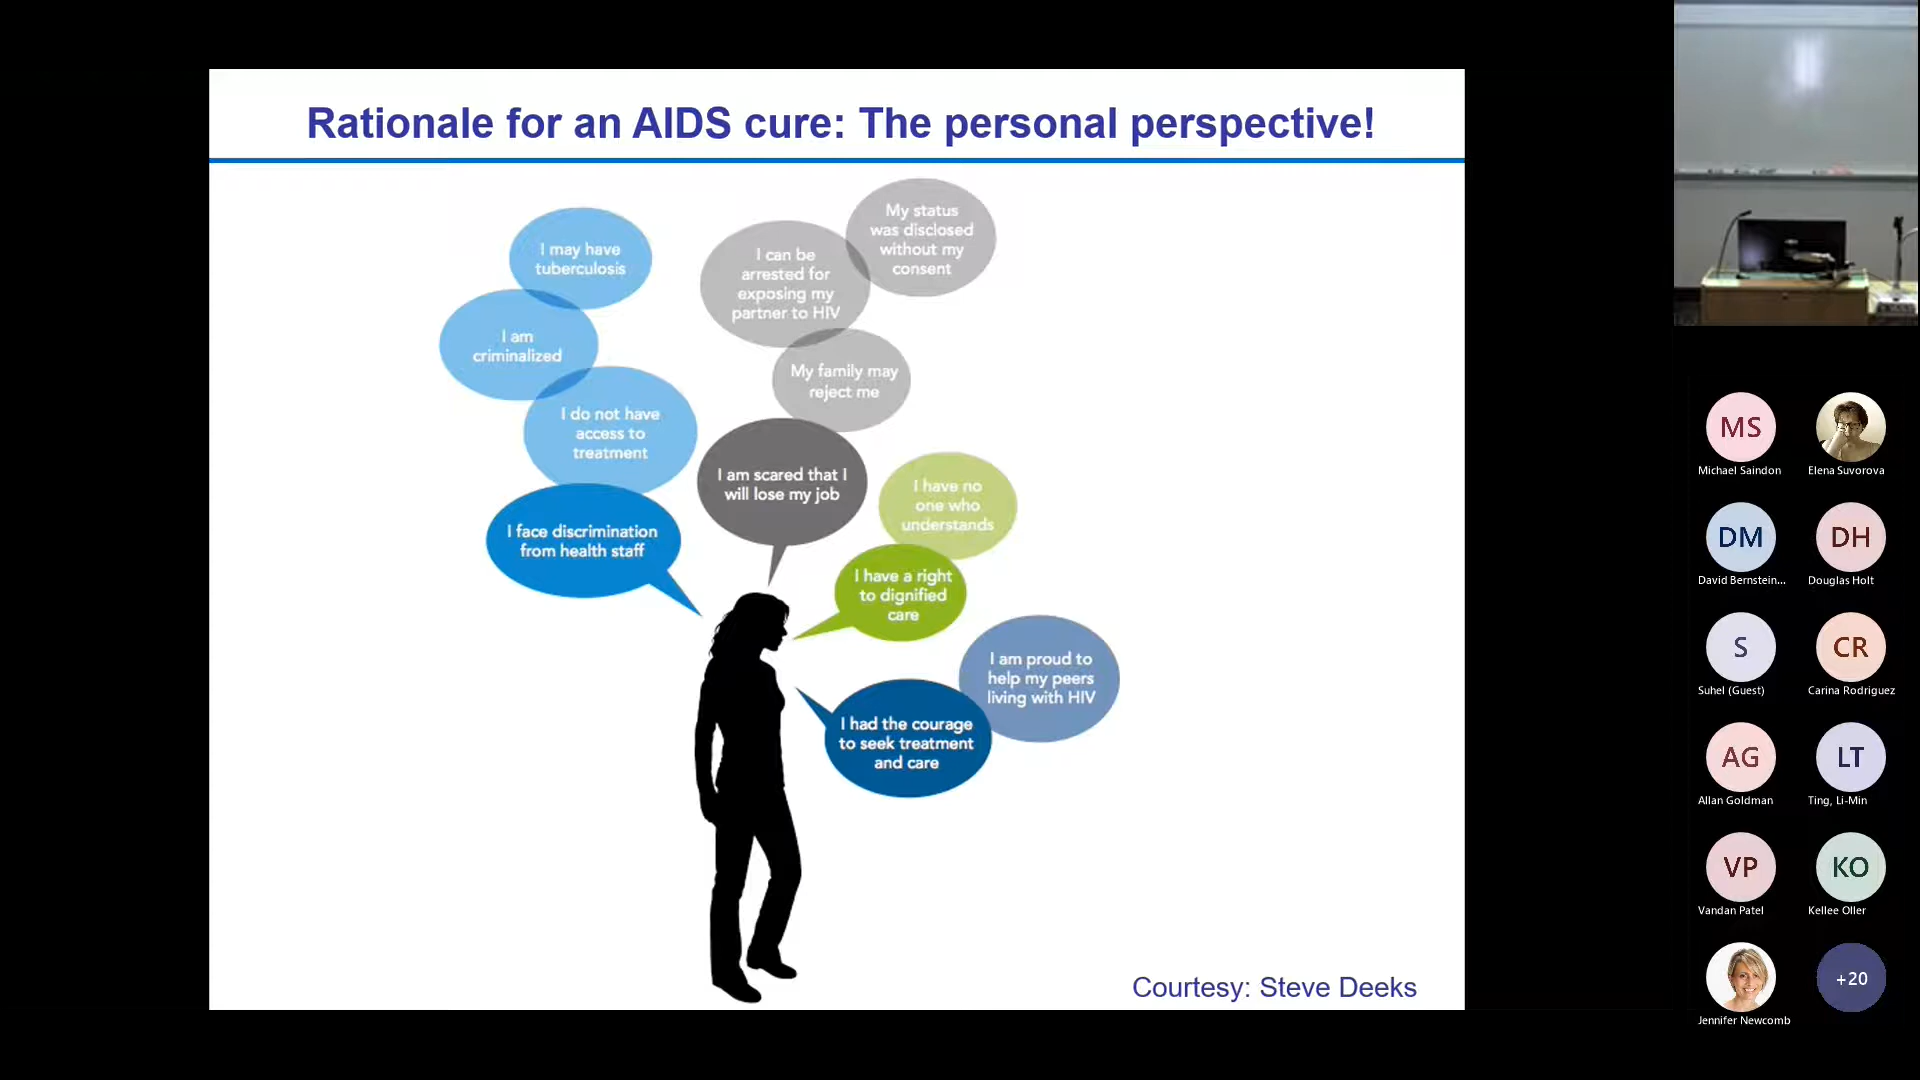 Rationale for an AIDS cure: The personal perspective!
My status
was disclosed
without my
consent
I may have
tuberculosis
I can be
arrested for
exposing my
partner to HIV
I am
criminalized
My family may
reject me
I do not have
access to
treatment
I am scared that I
will lose my job
I have no
one who
understands
I face discrimination
from health staff
I have a right
to dignified
care
I am proud to
help my peers
living with HIV
I had the courage
to seek treatment
and care
Courtesy: Steve Deeks
MS
Michael Saindon
Elena Suvorova
DM
David Bernstein...
DH
Douglas Holt
S
Suhel (Guest)
CR
Carina Rodriguez
AG
Allan Goldman
LT
Ting, Li-Min
VP
Vandan Patel
KO
Kellee Oller
Jennifer Newcomb
+20